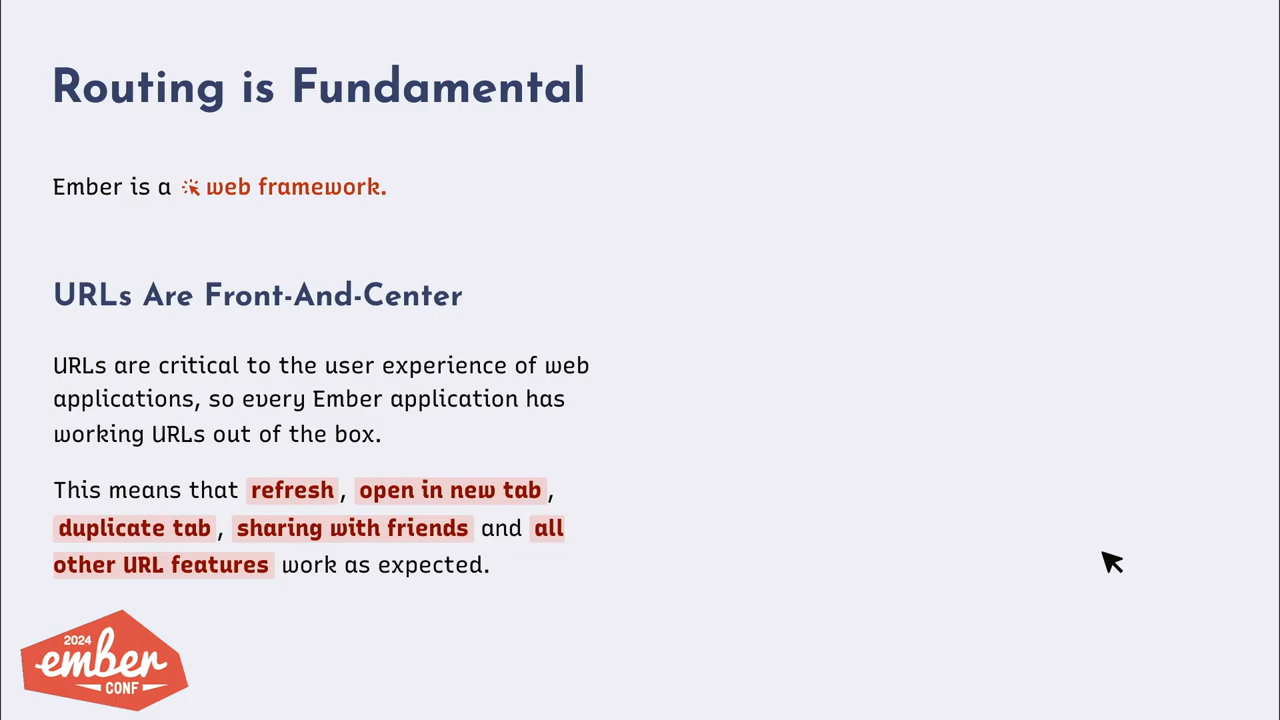 Routing is Fundamental
Ember is a web framework.
URLs Are Front-And-Center
URLs are critical to the user experience of web
applications, so every Ember application has
working URLs out of the box.
This means that refresh, open in new tab,
duplicate tab, sharing with friends and all
other URL features work as expected.
2024
ember
CONF